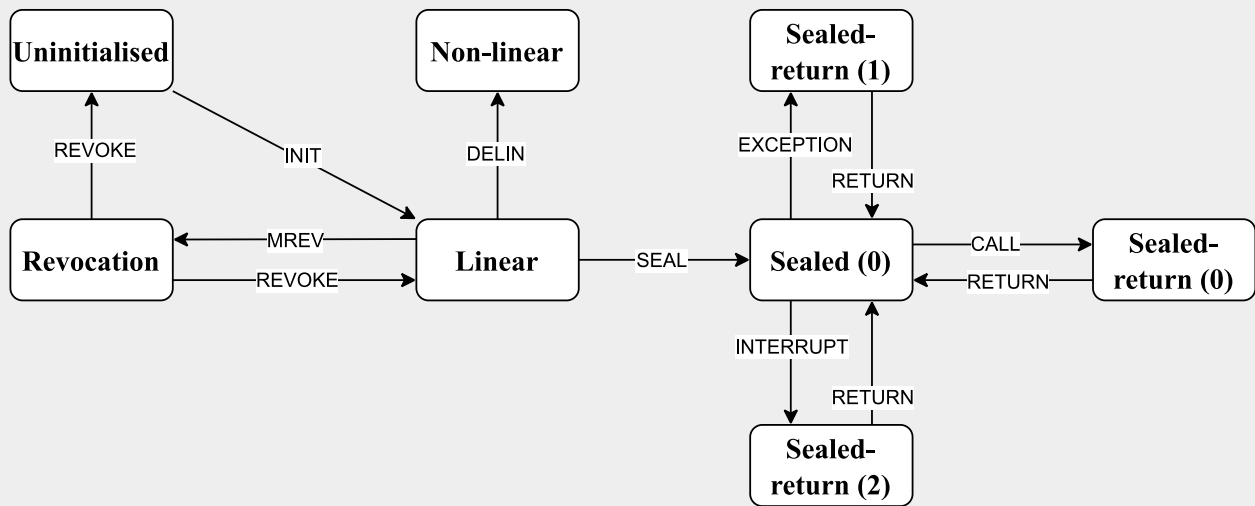 Uninitialised
Non-linear
Sealed-
return (1)
REVOKE
INIT
DELIN
EXCEPTION
RETURN
Revocation
MREV
REVOKE
Linear
SEAL
Sealed (0)
CALL
RETURN
Sealed-
return (0)
INTERRUPT
RETURN
Sealed-
return (2)